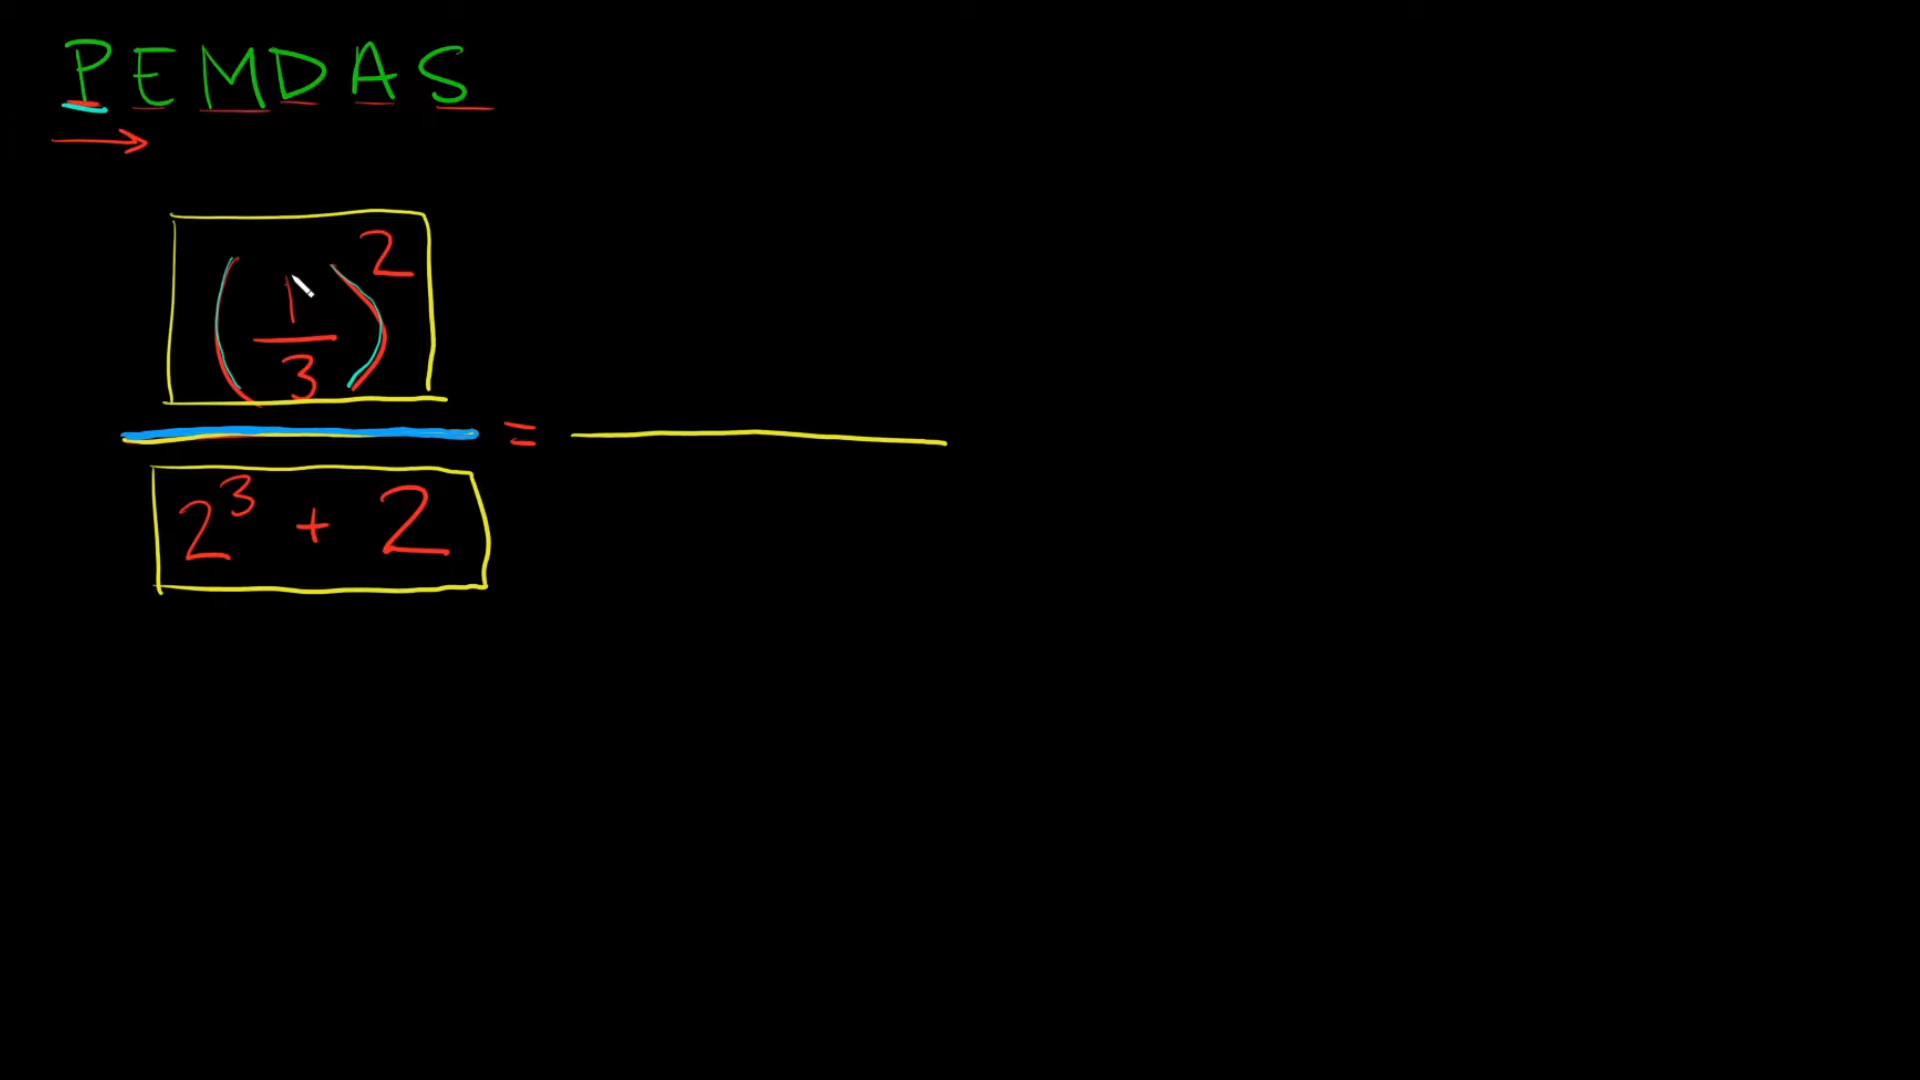 PEMDAS
(1/3)^2
= 
2^3 + 2